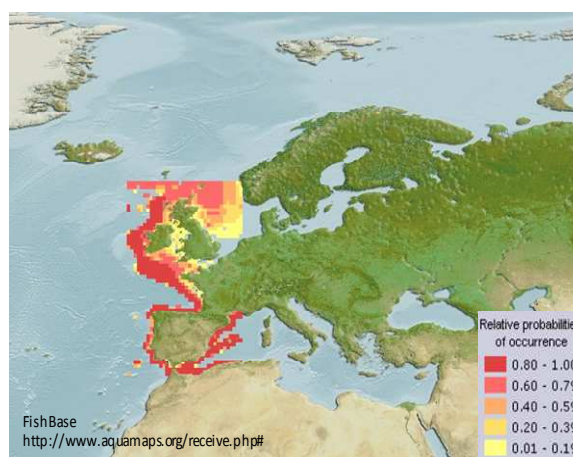 Relative probabilitie
of occurrence
0.80 - 1.00
0.60 - 0.79
0.40 - 0.59
0.20 - 0.39
0.01 - 0.19
FishBase
http://www.aquamaps.org/receive.php#